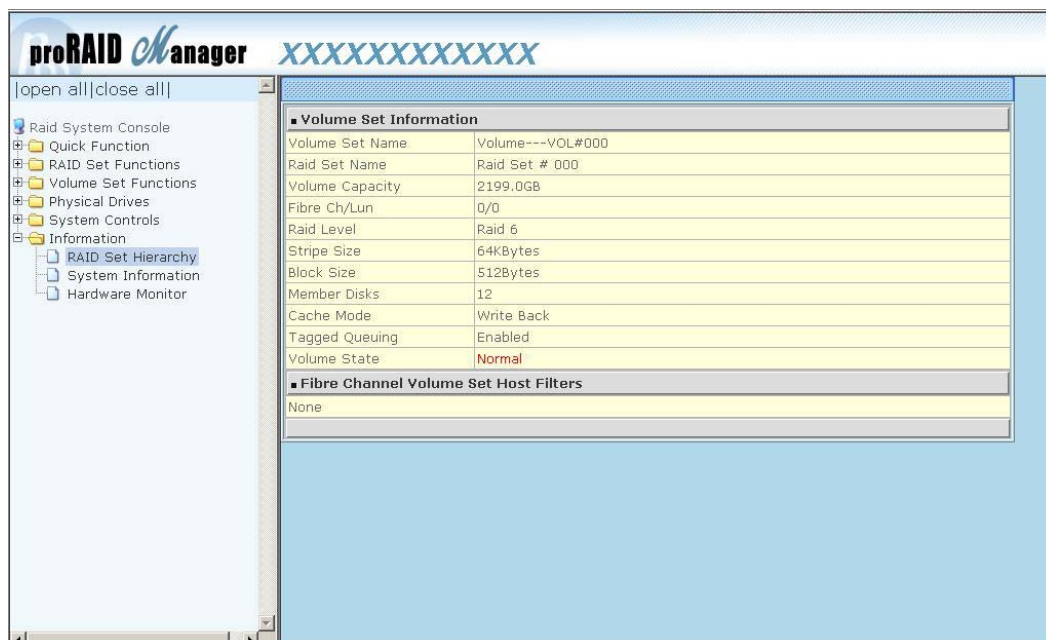 proRAID Manager XXXXXXXXXXXX
|open all|close all|
Raid System Console
Quick Function
RAID Set Functions
Volume Set Functions
Physical Drives
System Controls
Information
RAID Set Hierarchy
System Information
Hardware Monitor
Volume Set Information
Volume Set Name Volume---VOL#000
Raid Set Name Raid Set # 000
Volume Capacity 2199.0GB
Fibre Ch/Lun 0/0
Raid Level Raid 6
Stripe Size 64KBytes
Block Size 512Bytes
Member Disks 12
Cache Mode Write Back
Tagged Queuing Enabled
Volume State Normal
Fibre Channel Volume Set Host Filters
None